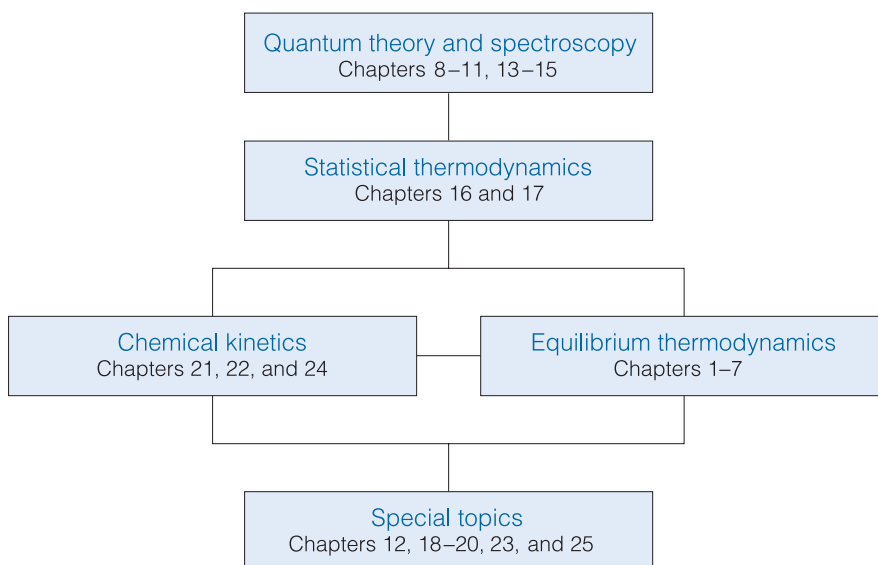 Quantum theory and spectroscopy
Chapters 8–11, 13–15
Statistical thermodynamics
Chapters 16 and 17
Chemical kinetics
Chapters 21, 22, and 24
Equilibrium thermodynamics
Chapters 1–7
Special topics
Chapters 12, 18–20, 23, and 25